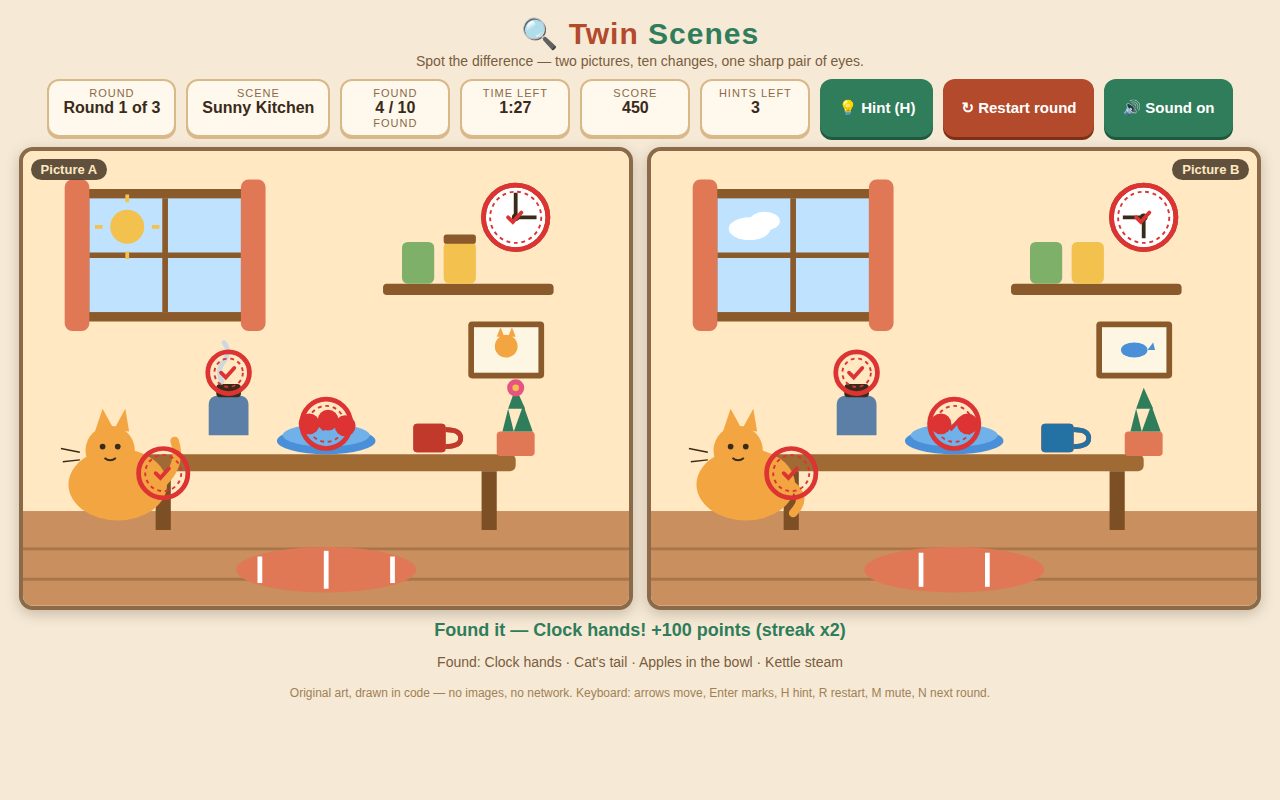 🔍 Twin Scenes
Spot the difference — two pictures, ten changes, one sharp pair of eyes.
ROUND
Round 1 of 3
SCENE
Sunny Kitchen
FOUND
4 / 10
FOUND
TIME LEFT
1:27
SCORE
450
HINTS LEFT
3
💡 Hint (H)
↻ Restart round
🔊 Sound on
Picture A
Picture B
Found it — Clock hands! +100 points (streak x2)
Found: Clock hands · Cat's tail · Apples in the bowl · Kettle steam
Original art, drawn in code — no images, no network. Keyboard: arrows move, Enter marks, H hint, R restart, M mute, N next round.